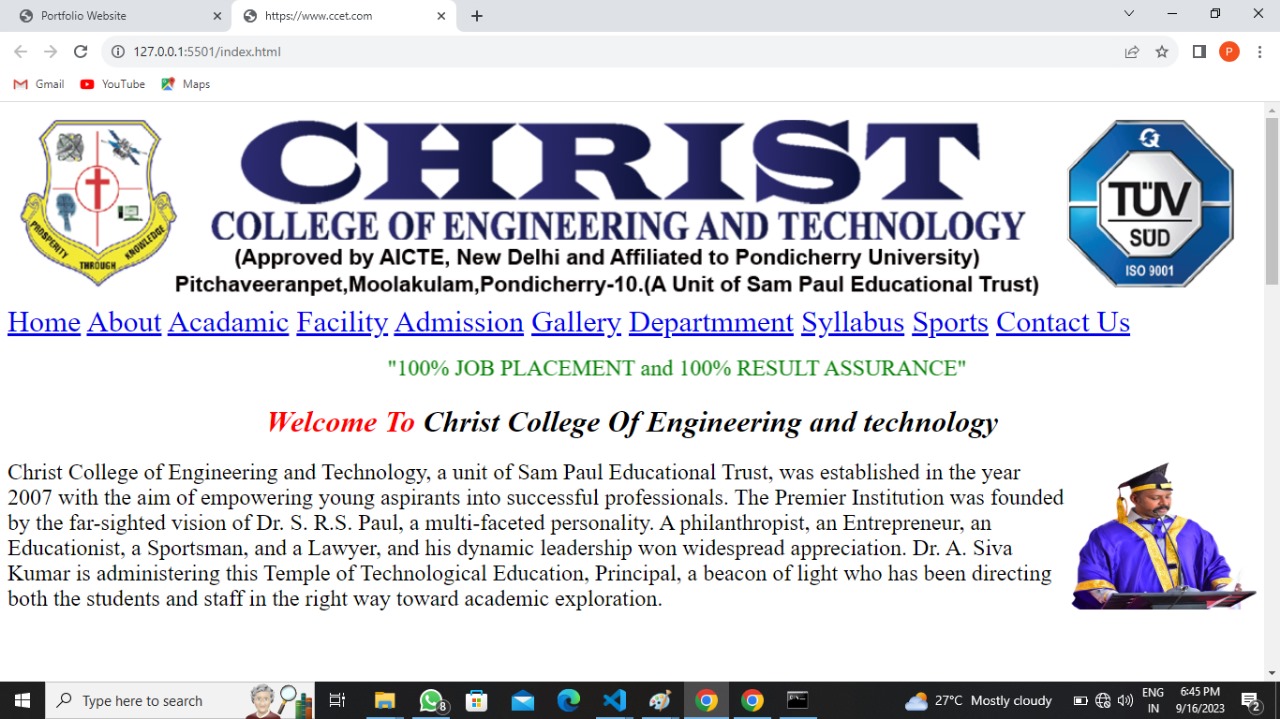 Portfolio Website
https://www.ccet.com
127.0.0.1:5501/index.html
P
Gmail YouTube Maps
PROSPERITY THROUGH KNOWLEDGE
CHRIST
COLLEGE OF ENGINEERING AND TECHNOLOGY
(Approved by AICTE, New Delhi and Affiliated to Pondicherry University)
Pitchaveeranpet,Moolakulam,Pondicherry-10.(A Unit of Sam Paul Educational Trust)
TÜV
SÜD
ISO 9001
Home About Acadamic Facility Admission Gallery Departmment Syllabus Sports Contact Us
"100% JOB PLACEMENT and 100% RESULT ASSURANCE"
Welcome To Christ College Of Engineering and technology
Christ College of Engineering and Technology, a unit of Sam Paul Educational Trust, was established in the year
2007 with the aim of empowering young aspirants into successful professionals. The Premier Institution was founded
by the far-sighted vision of Dr. S. R.S. Paul, a multi-faceted personality. A philanthropist, an Entrepreneur, an
Educationist, a Sportsman, and a Lawyer, and his dynamic leadership won widespread appreciation. Dr. A. Siva
Kumar is administering this Temple of Technological Education, Principal, a beacon of light who has been directing
both the students and staff in the right way toward academic exploration.
Type here to search
8
27°C Mostly cloudy
ENG
IN
6:45 PM
9/16/2023
2